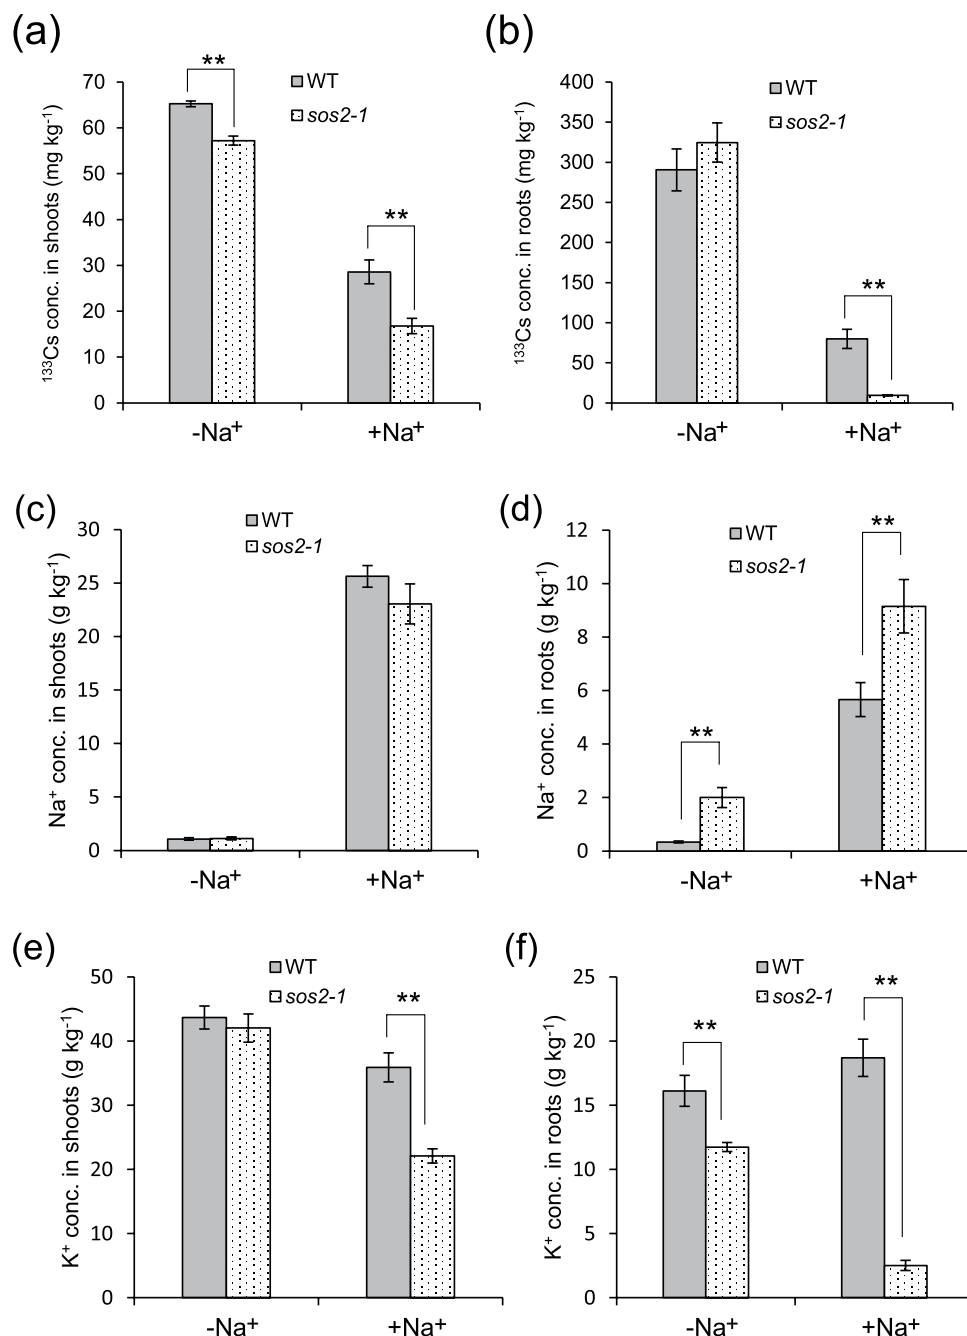 (a)
**
WT
sos2-1
**
70
60
50
40
30
20
10
0
¹³³Cs conc. in shoots (mg kg⁻¹)
-Na⁺
+Na⁺
(b)
WT
sos2-1
**
400
350
300
250
200
150
100
50
0
¹³³Cs conc. in roots (mg kg⁻¹)
-Na⁺
+Na⁺
(c)
WT
sos2-1
30
25
20
15
10
5
0
Na⁺ conc. in shoots (g kg⁻¹)
-Na⁺
+Na⁺
(d)
WT
sos2-1
**
**
12
10
8
6
4
2
0
Na⁺ conc. in roots (g kg⁻¹)
-Na⁺
+Na⁺
(e)
WT
sos2-1
**
50
40
30
20
10
0
K⁺ conc. in shoots (g kg⁻¹)
-Na⁺
+Na⁺
(f)
WT
sos2-1
**
**
25
20
15
10
5
0
K⁺ conc. in roots (g kg⁻¹)
-Na⁺
+Na⁺